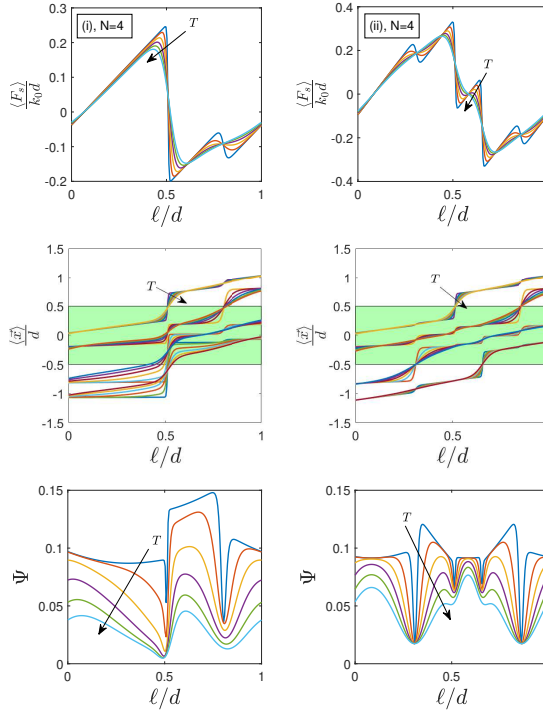 (i), N=4
T
⟨F_s⟩/k_0 d
0.3
0.2
0.1
0
-0.1
-0.2
0 0.5 1
ℓ/d
(ii), N=4
T
⟨F_s⟩/k_0 d
0.4
0.2
0
-0.2
-0.4
0 0.5 1
ℓ/d
T
⟨x⃗⟩/d
1.5
1
0.5
0
-0.5
-1
-1.5
0 0.5 1
ℓ/d
T
⟨x⃗⟩/d
1.5
1
0.5
0
-0.5
-1
-1.5
0 0.5 1
ℓ/d
T
Ψ
0.15
0.1
0.05
0
0 0.5 1
ℓ/d
T
Ψ
0.15
0.1
0.05
0
0 0.5
ℓ/d